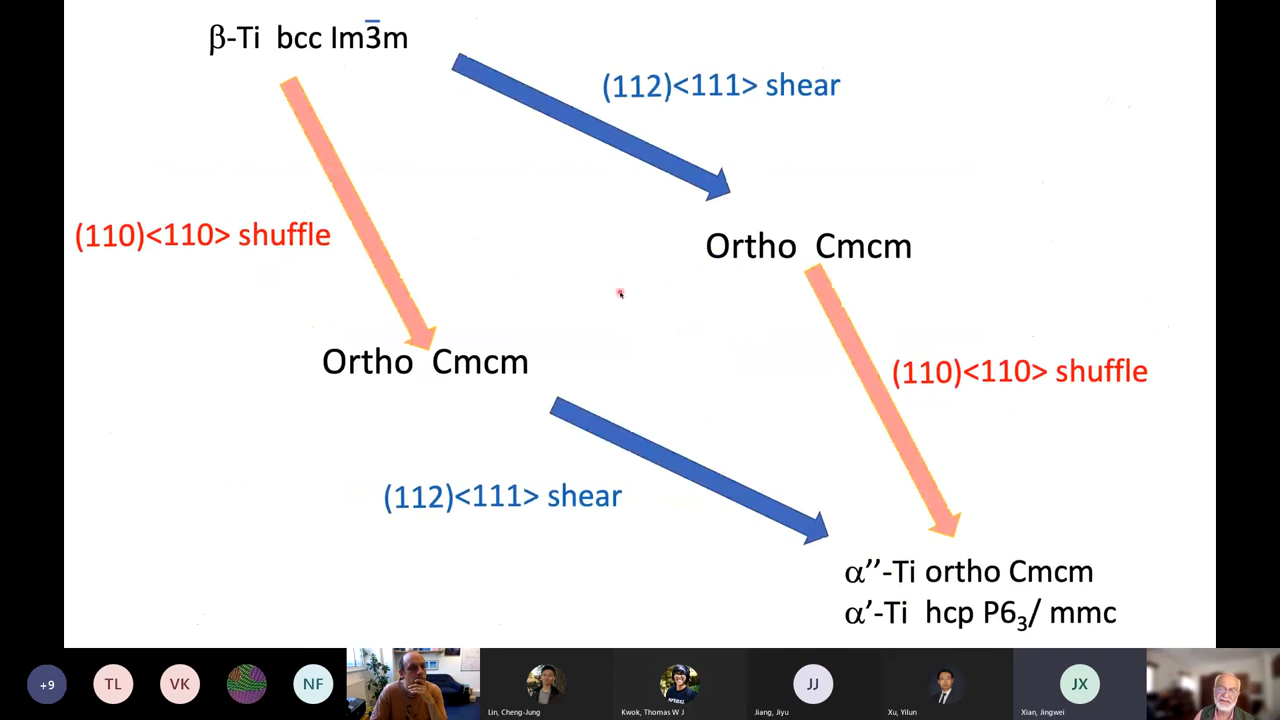 β-Ti bcc Im3̅m
(112)<111> shear
(110)<110> shuffle
Ortho Cmcm
Ortho Cmcm
(110)<110> shuffle
(112)<111> shear
α’’-Ti ortho Cmcm
α’-Ti hcp P6₃/ mmc
+9
TL
VK
NF
JJ
JX
Lin, Cheng-Jung
Kwok, Thomas W J
Jiang, Jiyu
Xu, Yilun
Xian, Jingwei